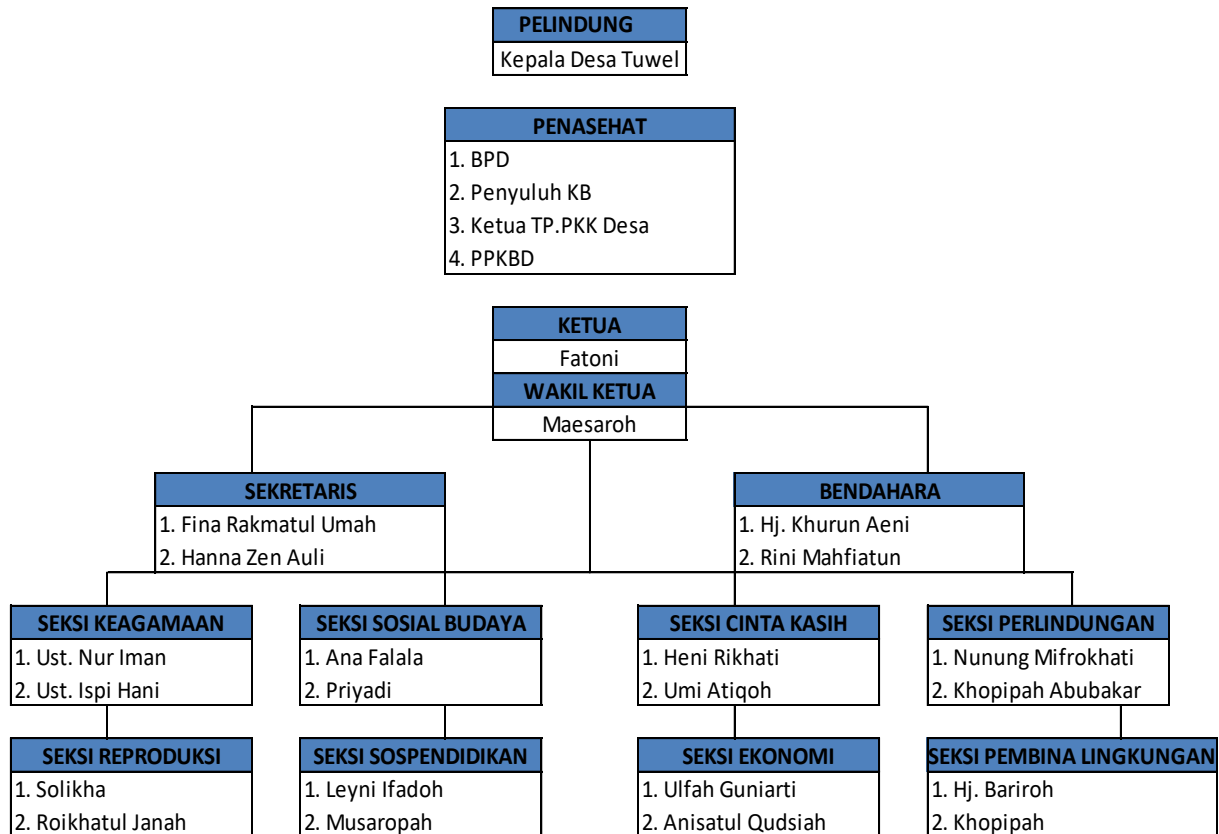 PELINDUNG
Kepala Desa Tuwel
PENASEHAT
1. BPD
2. Penyuluh KB
3. Ketua TP.PKK Desa
4. PPKBD
KETUA
Fatoni
WAKIL KETUA
Maesaroh
SEKRETARIS
1. Fina Rakmatul Umah
2. Hanna Zen Auli
BENDAHARA
1. Hj. Khurun Aeni
2. Rini Mahfiatun
SEKSI KEAGAMAAN
1. Ust. Nur Iman
2. Ust. Ispi Hani
SEKSI SOSIAL BUDAYA
1. Ana Falala
2. Priyadi
SEKSI CINTA KASIH
1. Heni Rikhati
2. Umi Atiqoh
SEKSI PERLINDUNGAN
1. Nunung Mifrokhati
2. Khopipah Abubakar
SEKSI REPRODUKSI
1. Solikha
2. Roikhatul Janah
SEKSI SOSPENDIDIKAN
1. Leyni Ifadoh
2. Musaropah
SEKSI EKONOMI
1. Ulfah Guniarti
2. Anisatul Qudsiah
SEKSI PEMBINA LINGKUNGAN
1. Hj. Bariroh
2. Khopipah